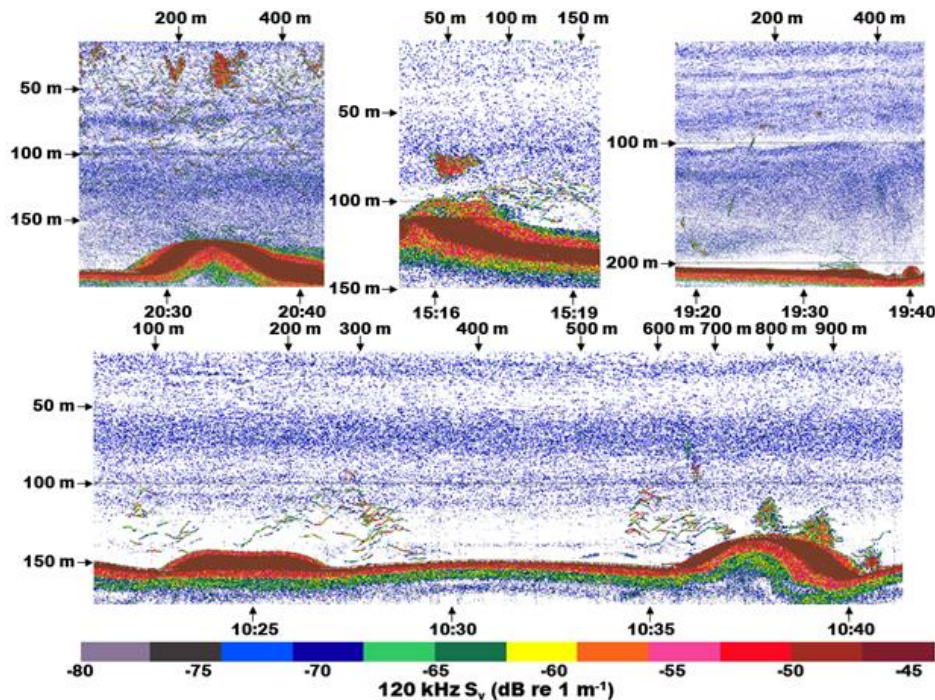 200 m 400 m 50 m 100 m 150 m 200 m 400 m
50 m
100 m
150 m
50 m
100 m
150 m
100 m
200 m
20:30 20:40 15:16 15:19 19:20 19:30 19:40
100 m 200 m 300 m 400 m 500 m 600 m 700 m 800 m 900 m
50 m
100 m
150 m
10:25 10:30 10:35 10:40
-80 -75 -70 -65 -60 -55 -50 -45
120 kHz Sv (dB re 1 m-1)